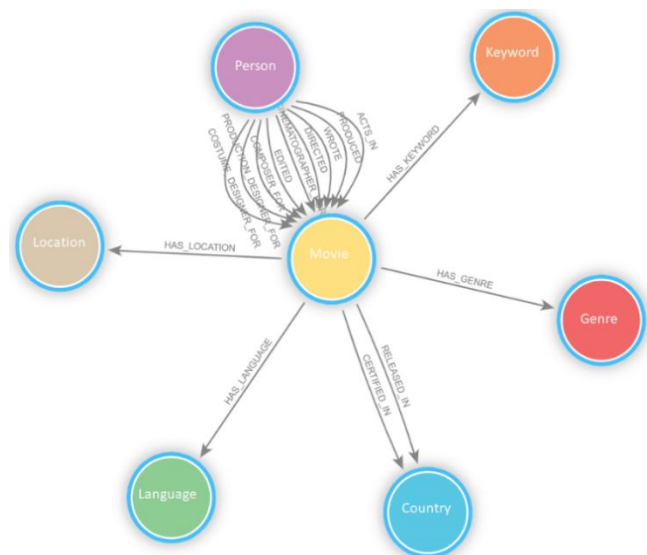 Person
Keyword
ACTS_IN
PRODUCED
WROTE
DIRECTED
EDITED
COMPOSER_FOR
PRODUCTION_DESIGNER_FOR
COSTUME_DESIGNER_FOR
HAS_KEYWORD
Location
HAS_LOCATION
Movie
HAS_GENRE
Genre
HAS_LANGUAGE
RELEASED_IN
CERTIFIED_IN
Language
Country